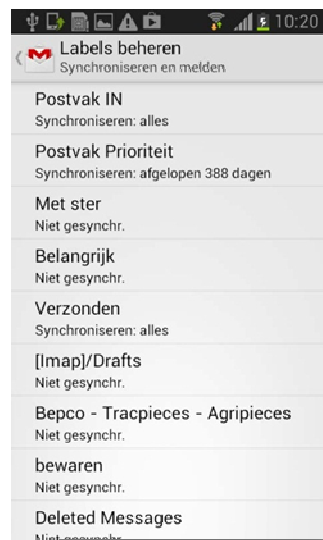 10:20
Labels beheren
Synchroniseren en melden
Postvak IN
Synchroniseren: alles
Postvak Prioriteit
Synchroniseren: afgelopen 388 dagen
Met ster
Niet gesynchr.
Belangrijk
Niet gesynchr.
Verzonden
Synchroniseren: alles
[Imap]/Drafts
Niet gesynchr.
Bepco - Tracpieces - Agripieces
Niet gesynchr.
bewaren
Niet gesynchr.
Deleted Messages